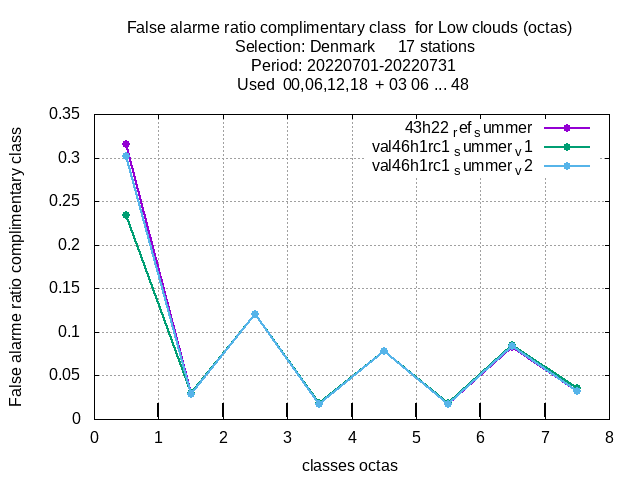 False alarme ratio complimentary class  for Low clouds (octas)
Selection: Denmark     17 stations
Period: 20220701-20220731
Used  00,06,12,18  + 03 06 ... 48
43h22 ref summer
val46h1rc1 summer v1
val46h1rc1 summer v2
0.35
0.3
0.25
0.2
0.15
0.1
0.05
0
0 1 2 3 4 5 6 7 8
False alarme ratio complimentary class
classes octas